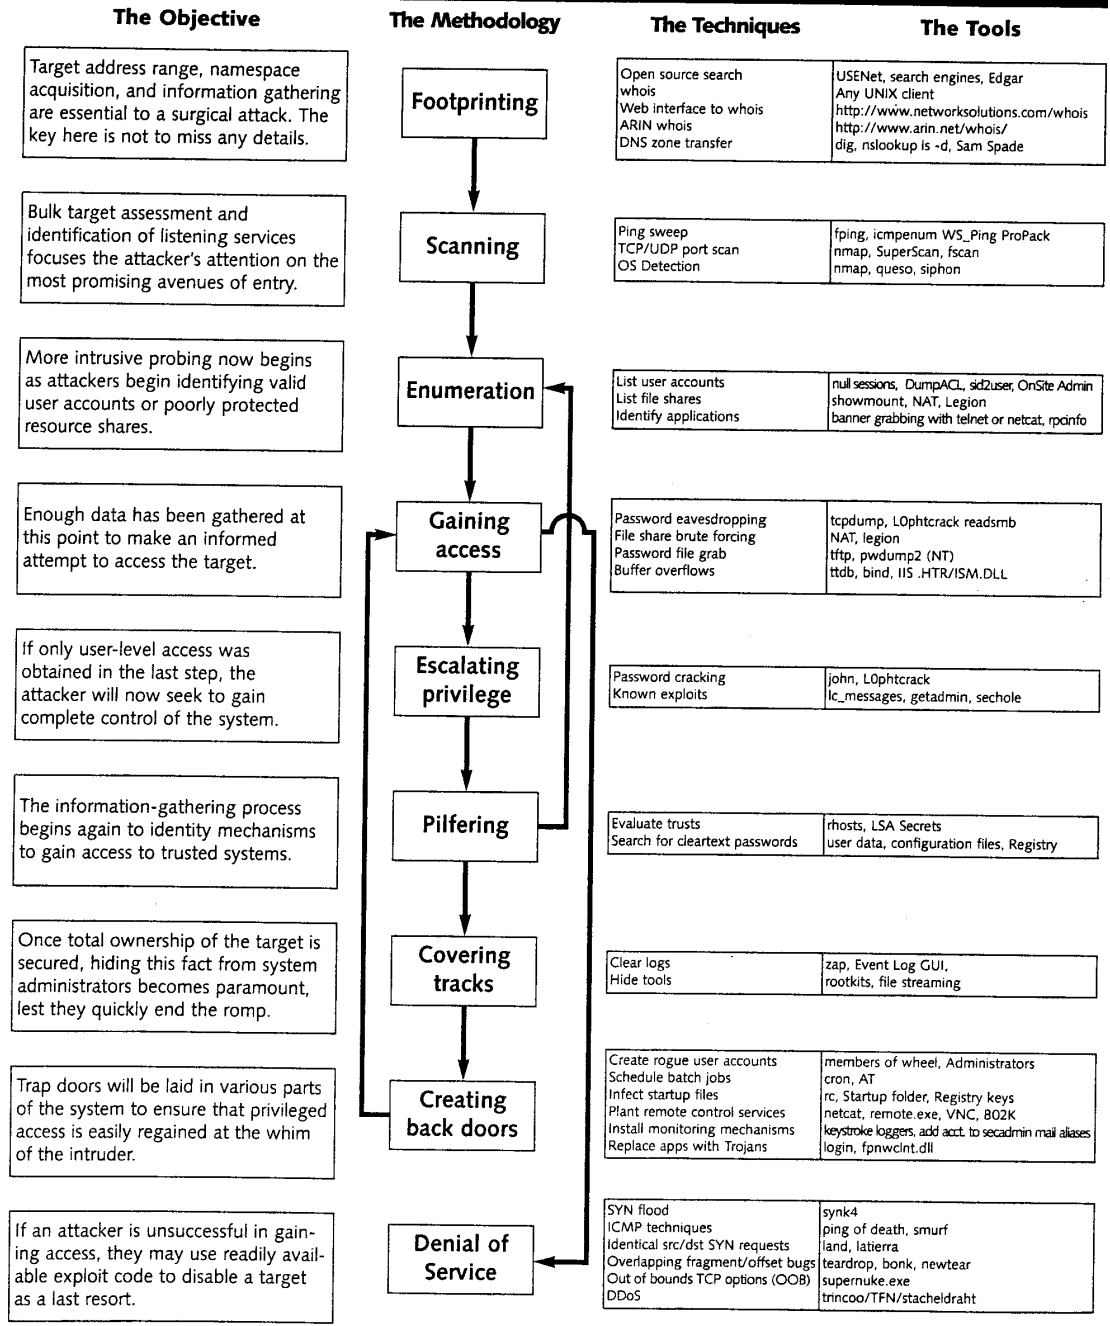 The Objective
The Methodology
The Techniques
The Tools
Target address range, namespace
acquisition, and information gathering
are essential to a surgical attack. The
key here is not to miss any details.
Footprinting
Open source search
whois
Web interface to whois
ARIN whois
DNS zone transfer
USENet, search engines, Edgar
Any UNIX client
http://www.networksolutions.com/whois
http://www.arin.net/whois/
dig, nslookup ls -d, Sam Spade
Bulk target assessment and
identification of listening services
focuses the attacker's attention on the
most promising avenues of entry.
Scanning
Ping sweep
TCP/UDP port scan
OS Detection
fping, icmpenum WS_Ping ProPack
nmap, SuperScan, fscan
nmap, queso, siphon
More intrusive probing now begins
as attackers begin identifying valid
user accounts or poorly protected
resource shares.
Enumeration
List user accounts
List file shares
Identify applications
null sessions, DumpACL, sid2user, OnSite Admin
showmount, NAT, Legion
banner grabbing with telnet or netcat, rpcinfo
Enough data has been gathered at
this point to make an informed
attempt to access the target.
Gaining
access
Password eavesdropping
File share brute forcing
Password file grab
Buffer overflows
tcpdump, L0phtcrack readsmb
NAT, legion
tftp, pwdump2 (NT)
ttdb, bind, IIS .HTR/ISM.DLL
If only user-level access was
obtained in the last step, the
attacker will now seek to gain
complete control of the system.
Escalating
privilege
Password cracking
Known exploits
john, L0phtcrack
lc_messages, getadmin, sechole
The information-gathering process
begins again to identity mechanisms
to gain access to trusted systems.
Pilfering
Evaluate trusts
Search for cleartext passwords
rhosts, LSA Secrets
user data, configuration files, Registry
Once total ownership of the target is
secured, hiding this fact from system
administrators becomes paramount,
lest they quickly end the romp.
Covering
tracks
Clear logs
Hide tools
zap, Event Log GUI,
rootkits, file streaming
Trap doors will be laid in various parts
of the system to ensure that privileged
access is easily regained at the whim
of the intruder.
Creating
back doors
Create rogue user accounts
Schedule batch jobs
Infect startup files
Plant remote control services
Install monitoring mechanisms
Replace apps with Trojans
members of wheel, Administrators
cron, AT
rc, Startup folder, Registry keys
netcat, remote.exe, VNC, B02K
keystroke loggers, add acct. to secadmin mail aliases
login, fpnwclnt.dll
If an attacker is unsuccessful in gain-
ing access, they may use readily avail-
able exploit code to disable a target
as a last resort.
Denial of
Service
SYN flood
ICMP techniques
Identical src/dst SYN requests
Overlapping fragment/offset bugs
Out of bounds TCP options (OOB)
DDoS
synk4
ping of death, smurf
land, latierra
teardrop, bonk, newtear
supernuke.exe
trincoo/TFN/stacheldraht